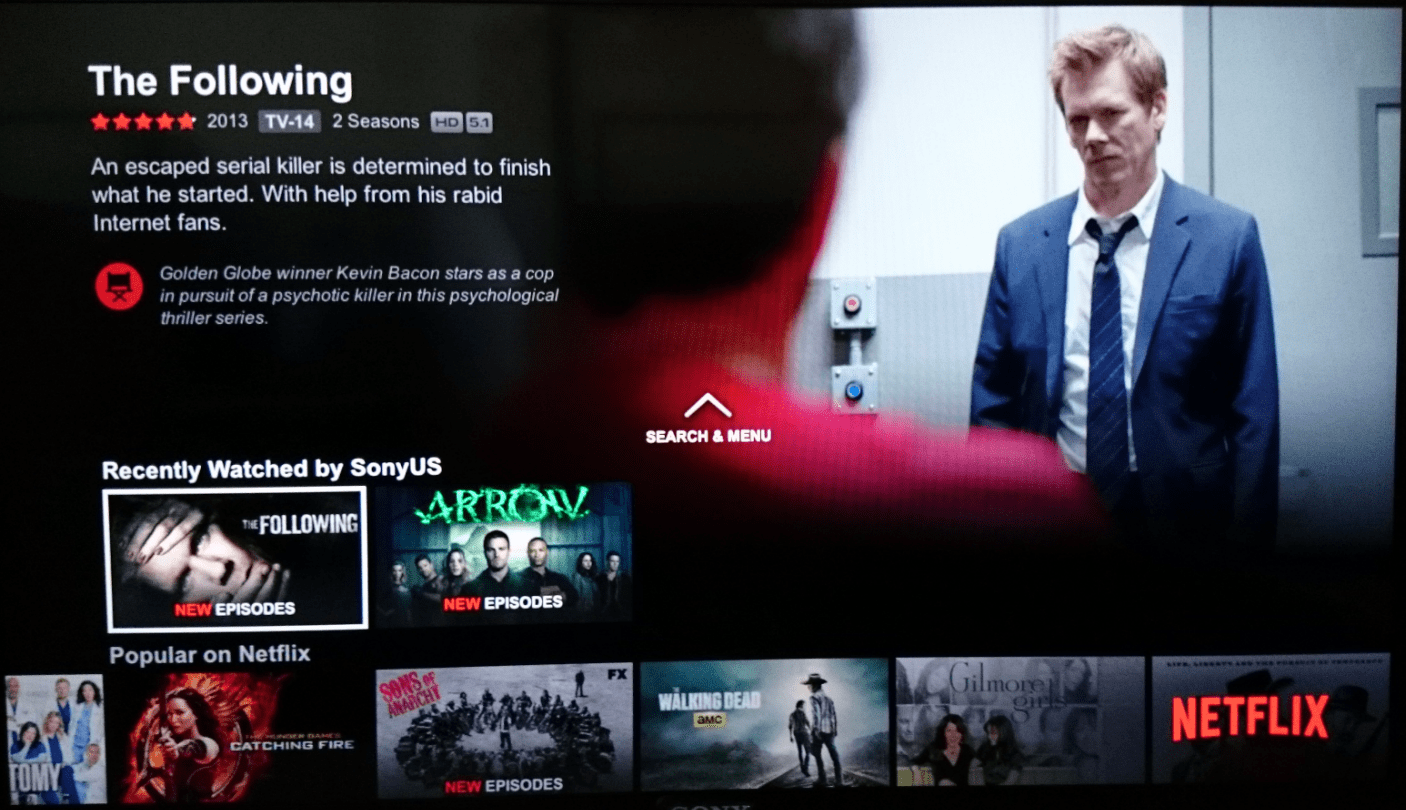 The Following
2013 TV-14 2 Seasons HD 5.1
An escaped serial killer is determined to finish
what he started. With help from his rabid
Internet fans.
Golden Globe winner Kevin Bacon stars as a cop
in pursuit of a psychotic killer in this psychological
thriller series.
SEARCH & MENU
Recently Watched by SonyUS
THE FOLLOWING
NEW EPISODES
ARROW
NEW EPISODES
Popular on Netflix
TOMY
THE HUNGER GAMES
CATCHING FIRE
SONS OF
ANARCHY
FX
NEW EPISODES
THE
WALKING DEAD
amc
Gilmore
girls
LIFE, LIBERTY AND THE PURSUIT OF
NETFLIX
SONY